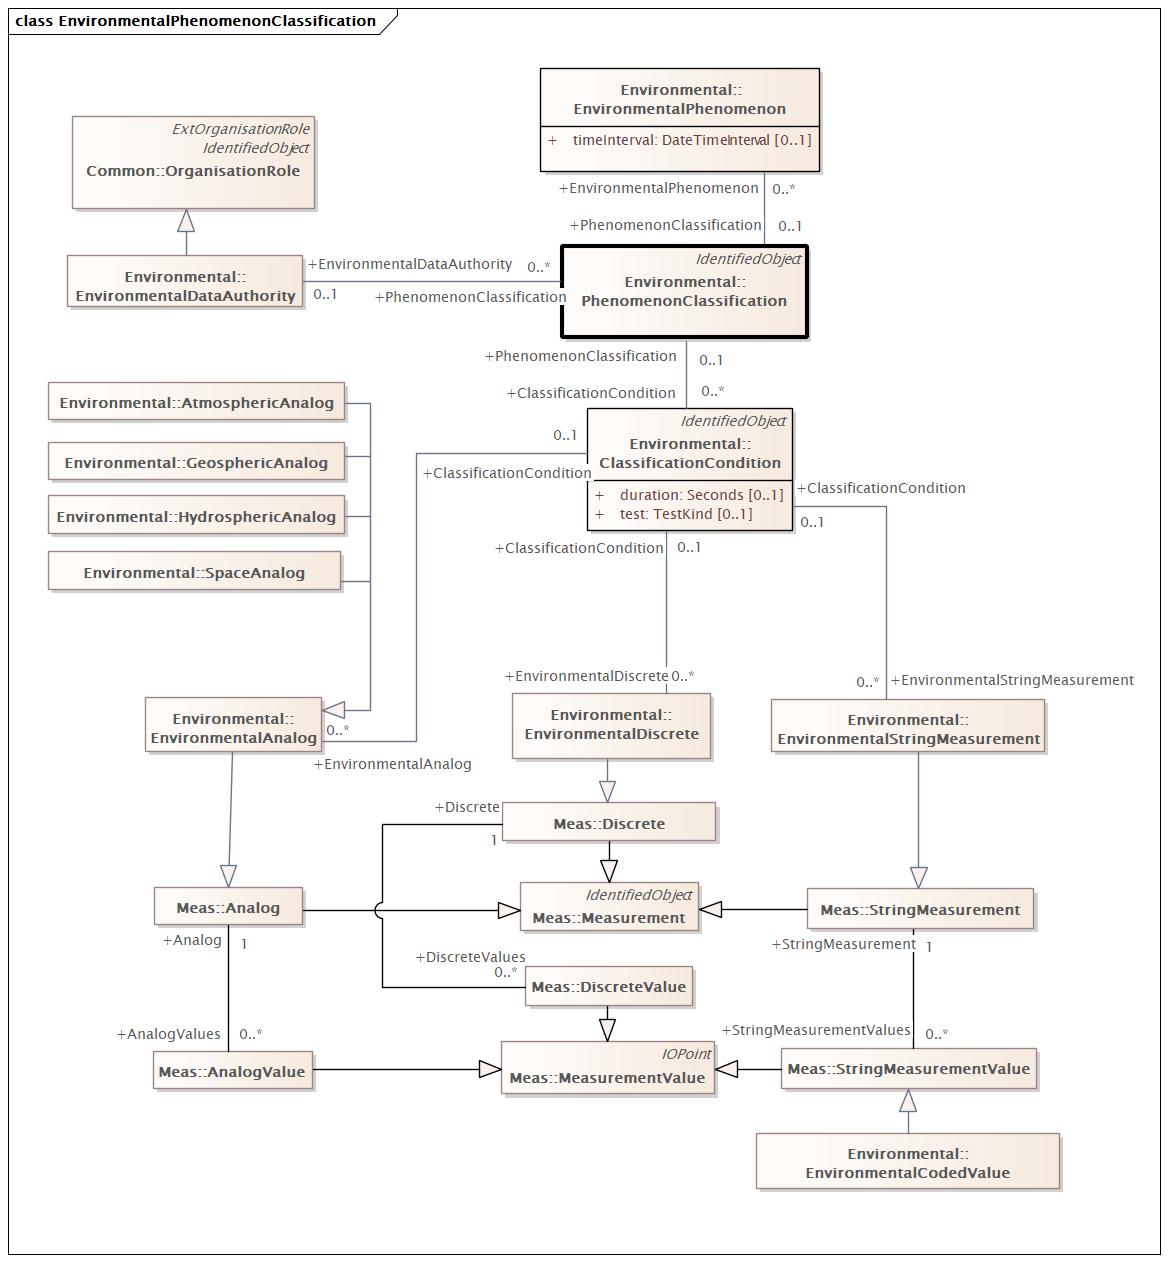 class EnvironmentalPhenomenonClassification
Environmental::
EnvironmentalPhenomenon
+ timeInterval: DateTimeInterval [0..1]
ExtOrganisationRole
IdentifiedObject
Common::OrganisationRole
+EnvironmentalPhenomenon 0..*
+PhenomenonClassification 0..1
IdentifiedObject
Environmental::
PhenomenonClassification
Environmental::
EnvironmentalDataAuthority
+EnvironmentalDataAuthority 0..*
0..1 +PhenomenonClassification
+PhenomenonClassification 0..1
+ClassificationCondition 0..*
Environmental::AtmosphericAnalog
Environmental::GeosphericAnalog
Environmental::HydrosphericAnalog
Environmental::SpaceAnalog
IdentifiedObject
Environmental::
ClassificationCondition
+ duration: Seconds [0..1]
+ test: TestKind [0..1]
0..1
+ClassificationCondition
+ClassificationCondition
0..1
+ClassificationCondition 0..1
+EnvironmentalDiscrete 0..*
0..* +EnvironmentalStringMeasurement
Environmental::
EnvironmentalAnalog
0..*
+EnvironmentalAnalog
Environmental::
EnvironmentalDiscrete
Environmental::
EnvironmentalStringMeasurement
+Discrete
1
Meas::Discrete
Meas::Analog
IdentifiedObject
Meas::Measurement
Meas::StringMeasurement
+Analog 1
+StringMeasurement 1
+DiscreteValues
0..*
Meas::DiscreteValue
+AnalogValues 0..*
+StringMeasurementValues 0..*
Meas::AnalogValue
IOPoint
Meas::MeasurementValue
Meas::StringMeasurementValue
Environmental::
EnvironmentalCodedValue